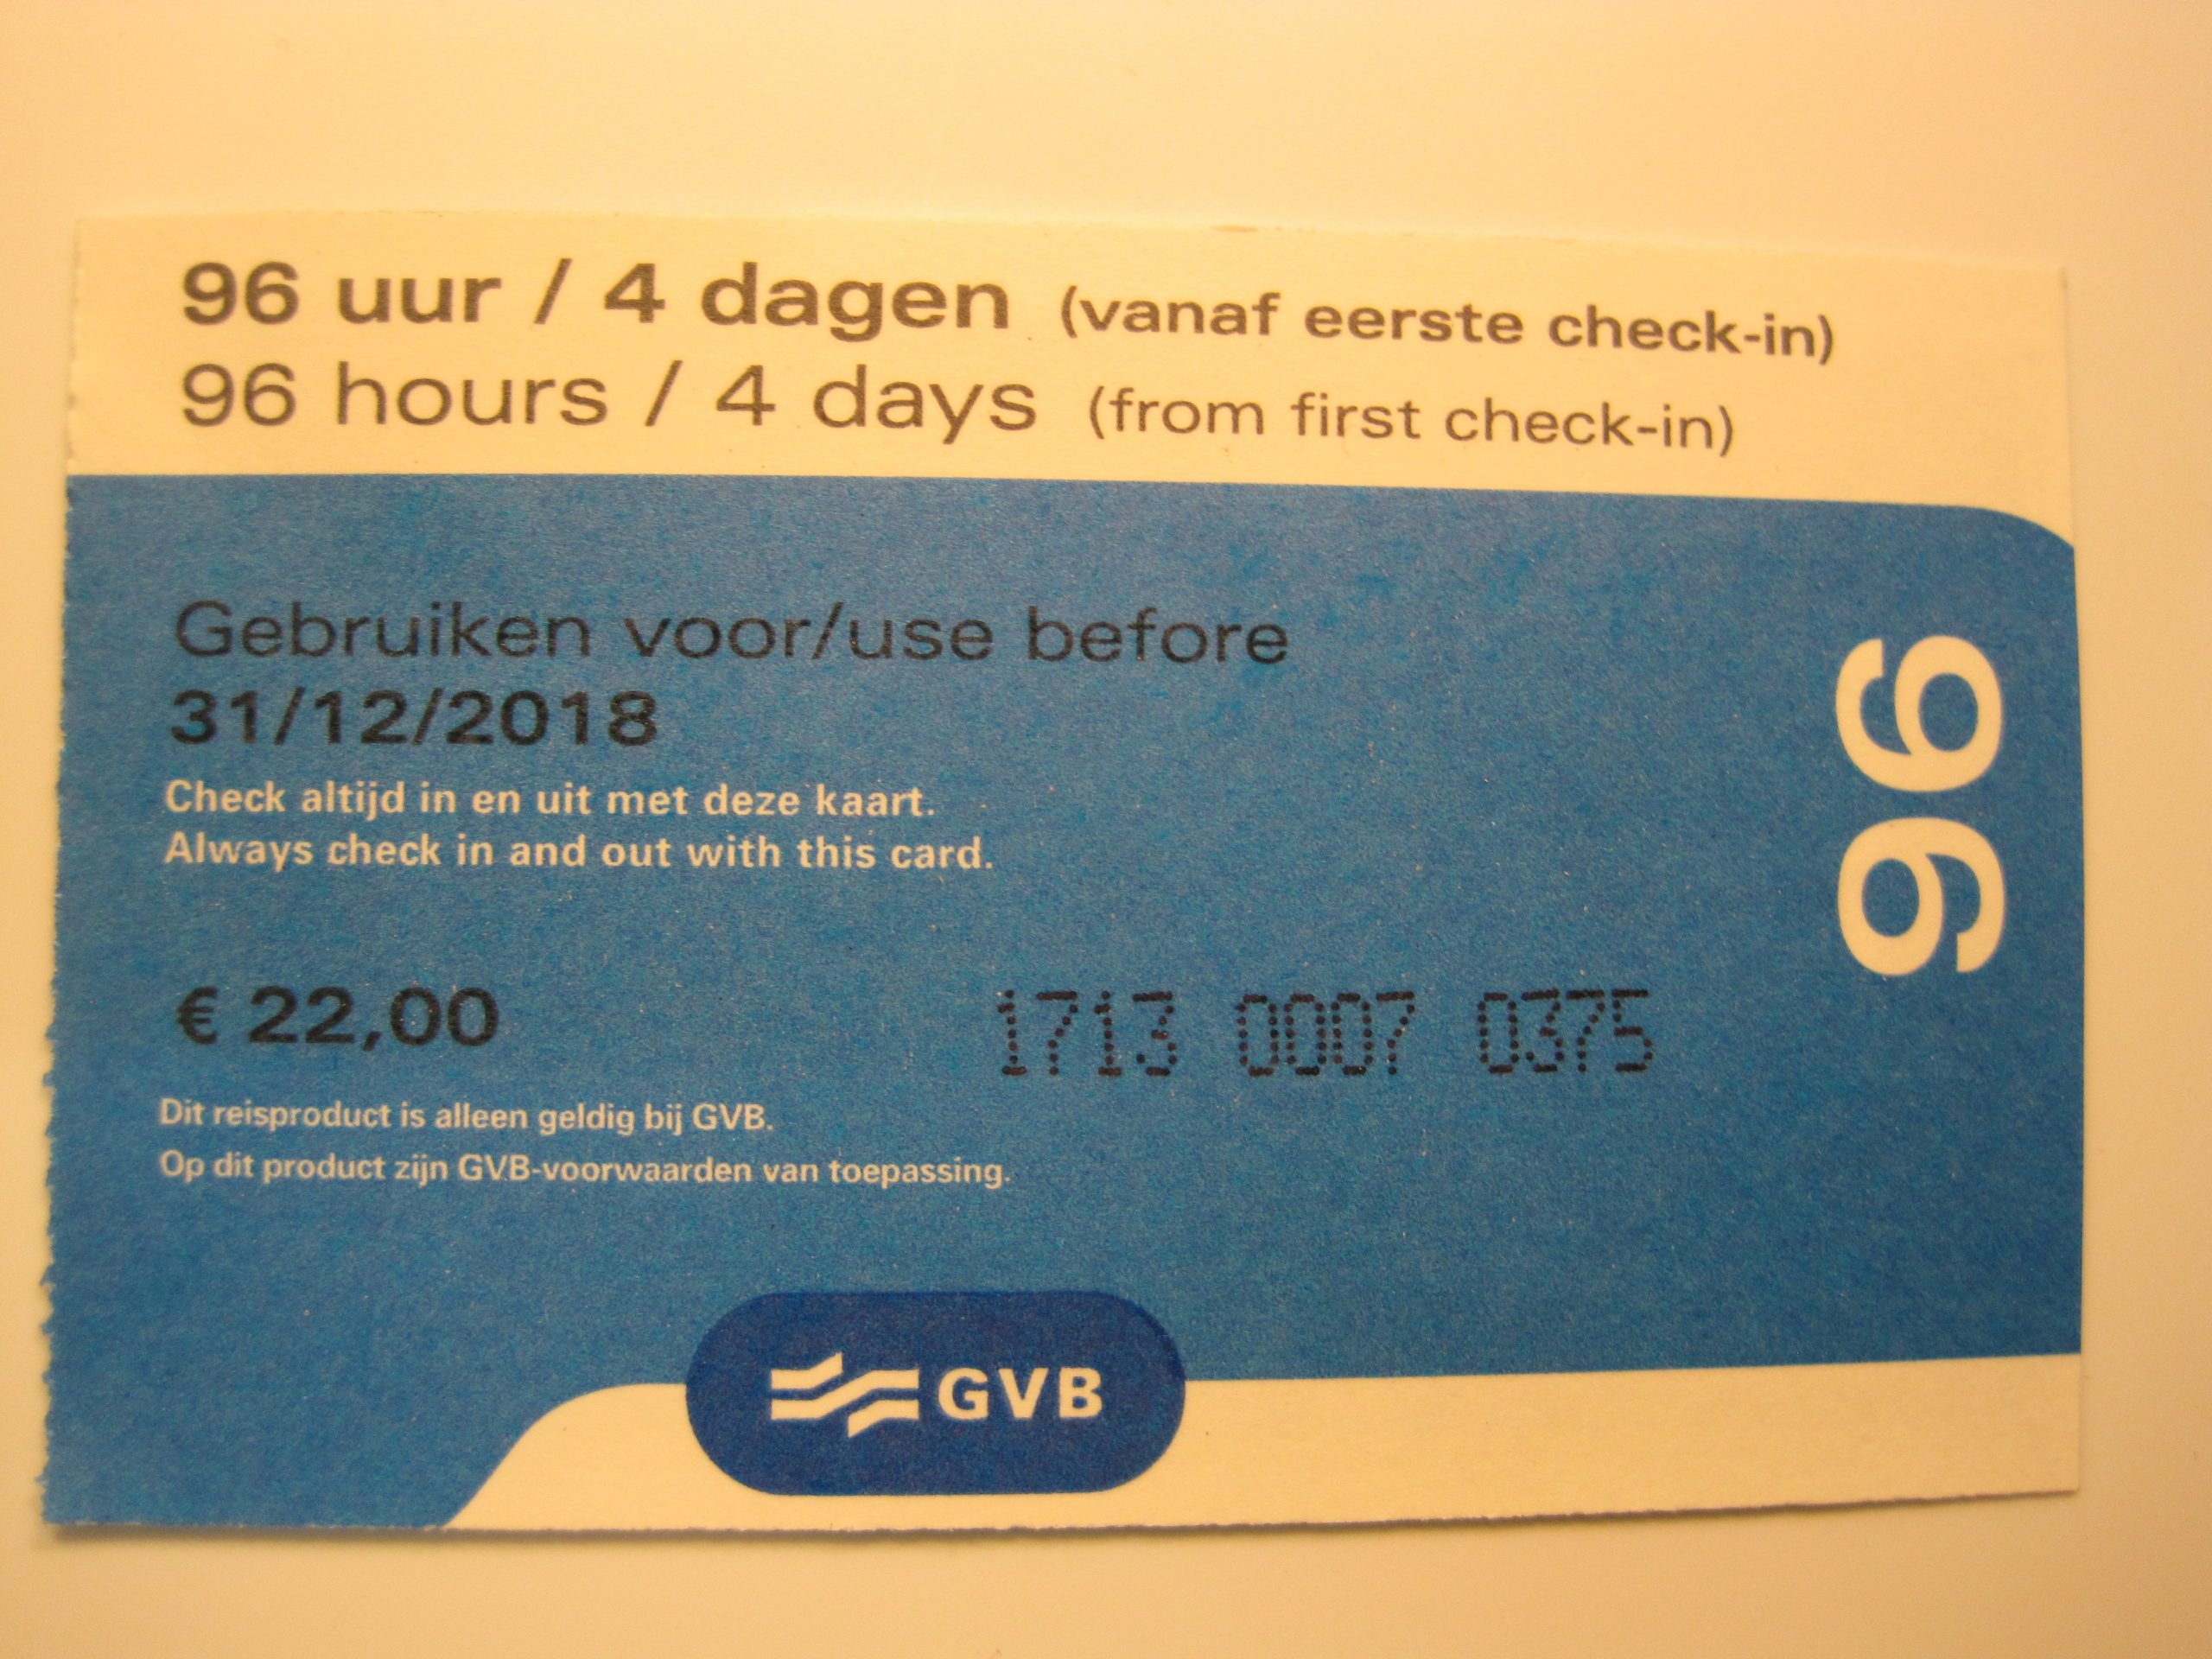 96 uur / 4 dagen (vanaf eerste check-in)
96 hours / 4 days (from first check-in)
Gebruiken voor/use before
31/12/2018
Check altijd in en uit met deze kaart.
Always check in and out with this card.
96
€ 22,00
1713 0007 0375
Dit reisproduct is alleen geldig bij GVB.
Op dit product zijn GVB-voorwaarden van toepassing.
GVB